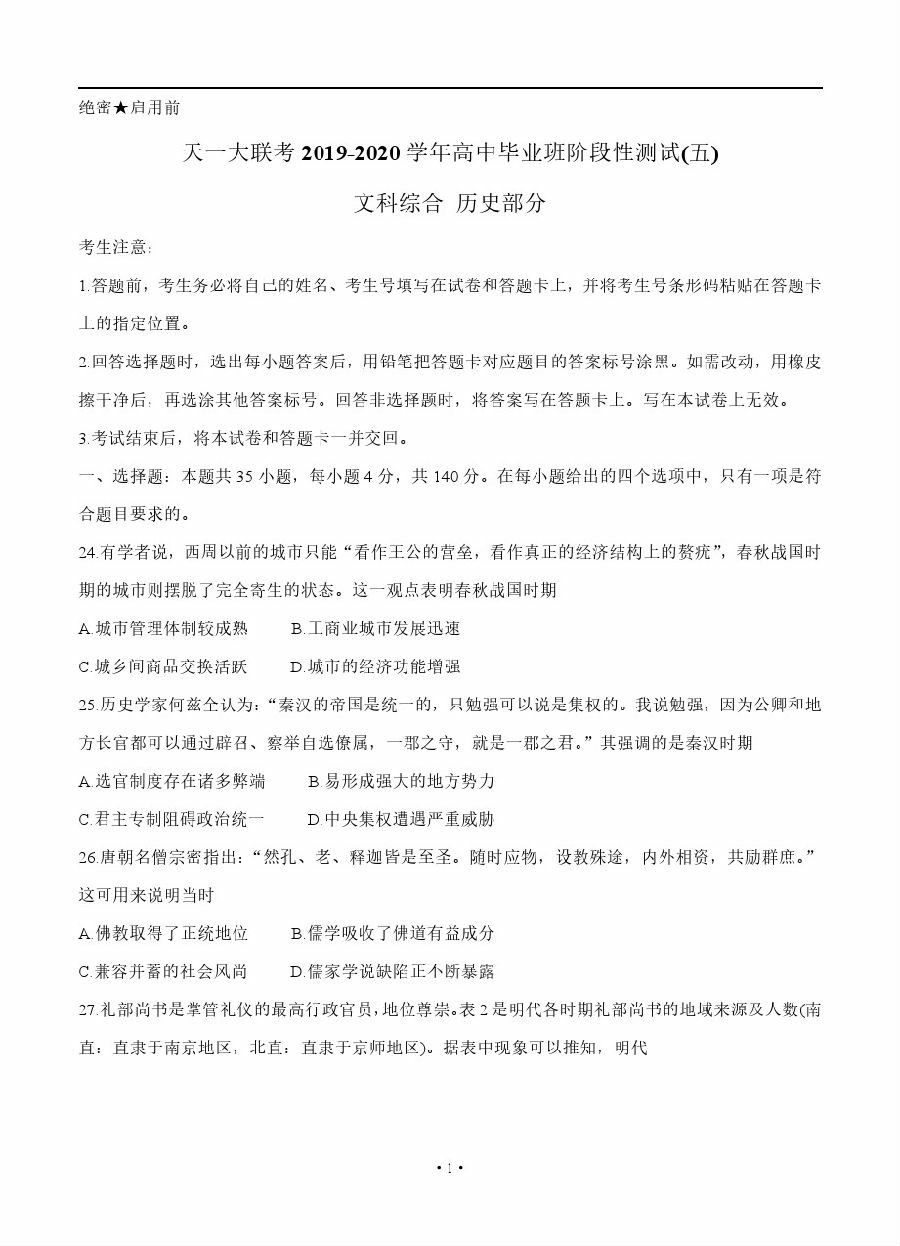 绝密★启用前
天一大联考 2019-2020 学年高中毕业班阶段性测试(五)
文科综合 历史部分
考生注意:
1.答题前，考生务必将自己的姓名、考生号填写在试卷和答题卡上，并将考生号条形码粘贴在答题卡
上的指定位置。
2.回答选择题时，选出每小题答案后，用铅笔把答题卡对应题目的答案标号涂黑。如需改动，用橡皮
擦干净后，再选涂其他答案标号。回答非选择题时，将答案写在答题卡上。写在本试卷上无效。
3.考试结束后，将本试卷和答题卡一并交回。
一、选择题：本题共 35 小题，每小题 4 分，共 140 分。在每小题给出的四个选项中，只有一项是符
合题目要求的。
24.有学者说，西周以前的城市只能“看作王公的营垒，看作真正的经济结构上的赘疣”，春秋战国时
期的城市则摆脱了完全寄生的状态。这一观点表明春秋战国时期
A.城市管理体制较成熟 B.工商业城市发展迅速
C.城乡间商品交换活跃 D.城市的经济功能增强
25.历史学家何兹全认为：“秦汉的帝国是统一的，只勉强可以说是集权的。我说勉强，因为公卿和地
方长官都可以通过辟召、察举自选僚属，一郡之守，就是一郡之君。”其强调的是秦汉时期
A.选官制度存在诸多弊端 B.易形成强大的地方势力
C.君主专制阻碍政治统一 D.中央集权遭遇严重威胁
26.唐朝名僧宗密指出：“然孔、老、释迦皆是至圣。随时应物，设教殊途，内外相资，共励群庶。”
这可用来说明当时
A.佛教取得了正统地位 B.儒学吸收了佛道有益成分
C.兼容并蓄的社会风尚 D.儒家学说缺陷正不断暴露
27.礼部尚书是掌管礼仪的最高行政官员，地位尊崇。表 2 是明代各时期礼部尚书的地域来源及人数(南
直：直隶于南京地区；北直：直隶于京师地区)。据表中现象可以推知，明代
·1·